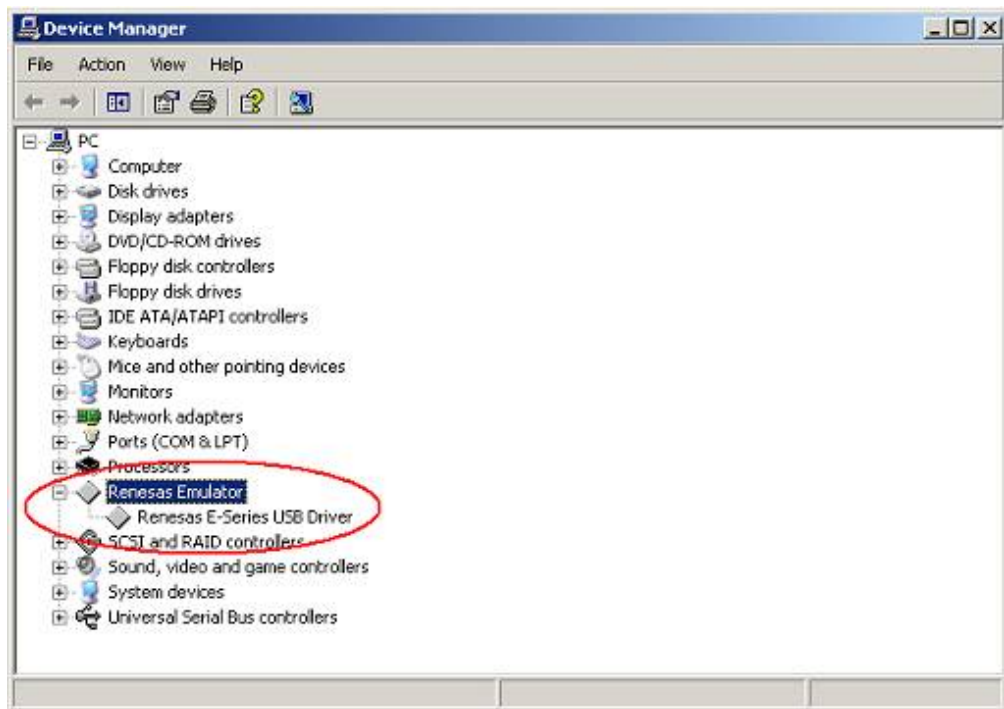 Device Manager
File Action View Help
PC
Computer
Disk drives
Display adapters
DVD/CD-ROM drives
Floppy disk controllers
Floppy disk drives
IDE ATA/ATAPI controllers
Keyboards
Mice and other pointing devices
Monitors
Network adapters
Ports (COM & LPT)
Processors
Renesas Emulator
Renesas E-Series USB Driver
SCSI and RAID controllers
Sound, video and game controllers
System devices
Universal Serial Bus controllers